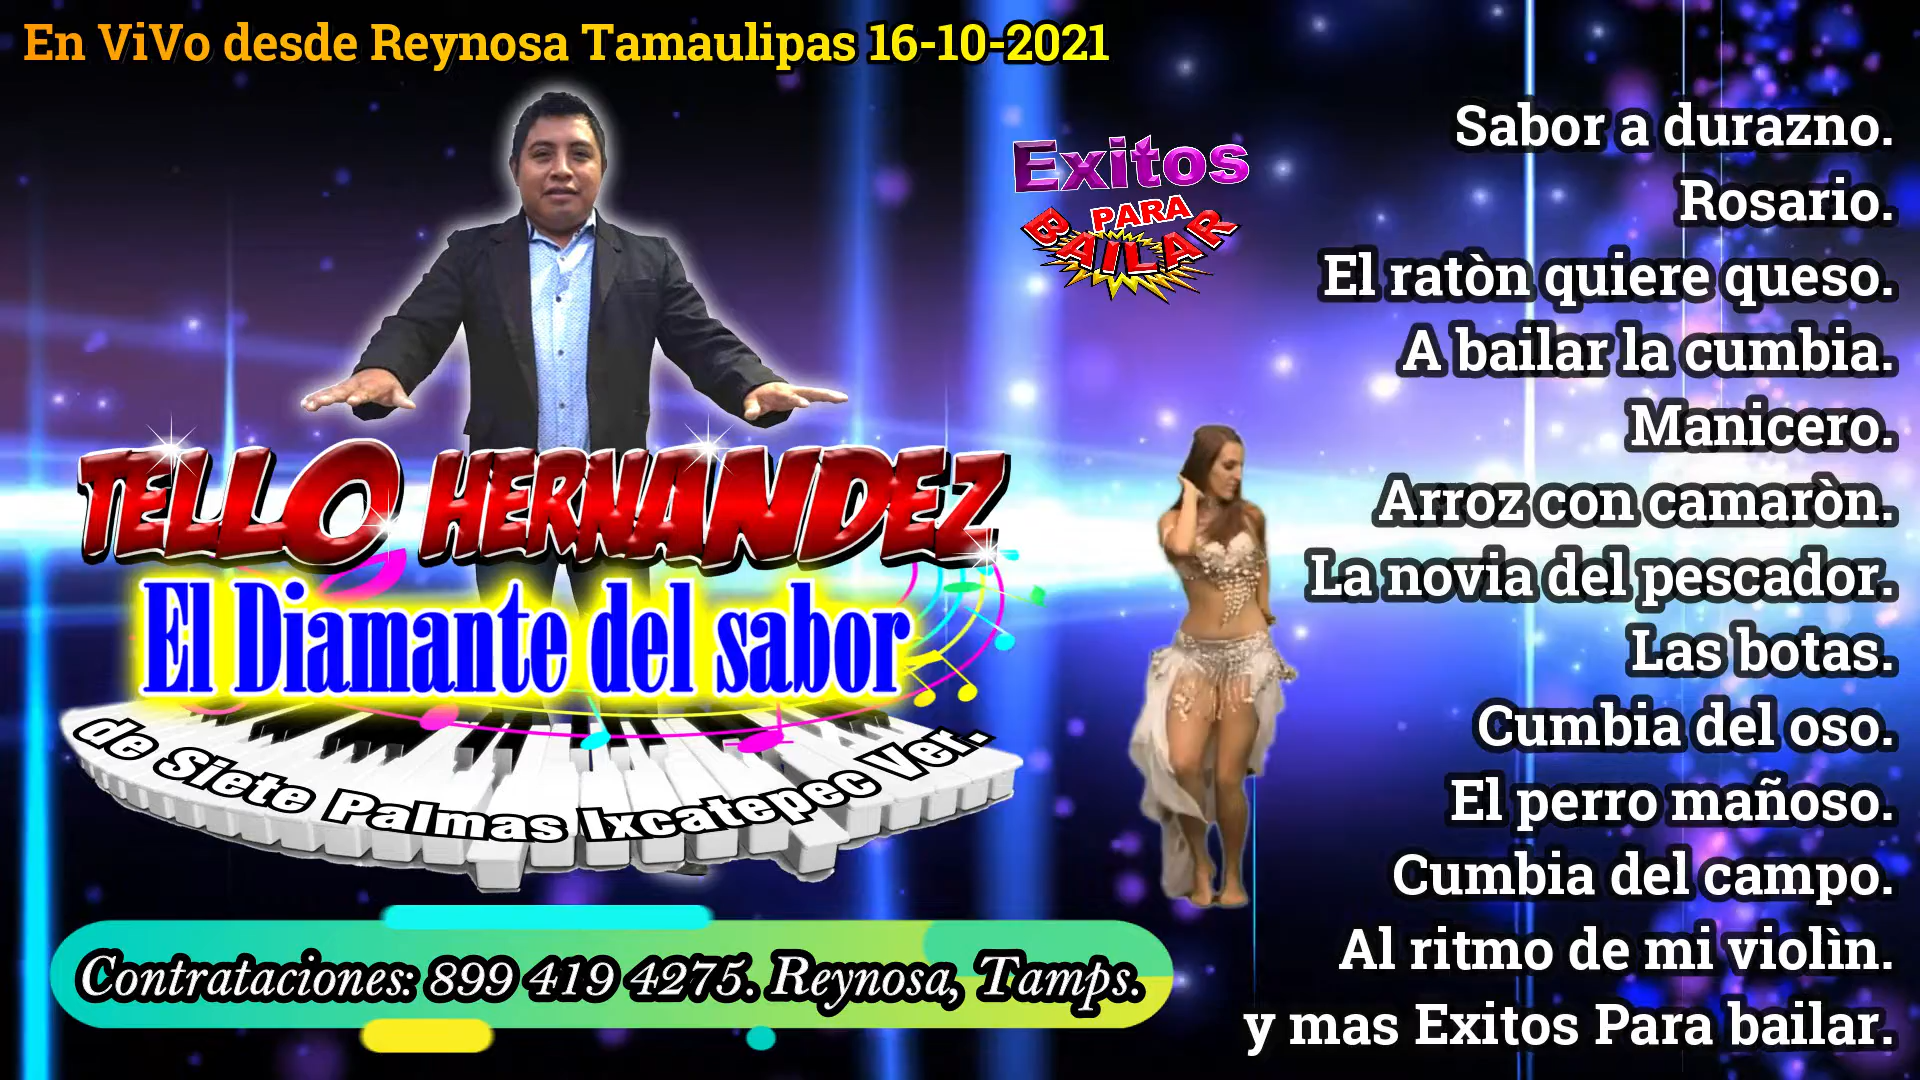 En ViVo desde Reynosa Tamaulipas 16-10-2021
Exitos
PARA
BAILAR
TELLO HERNANDEZ
El Diamante del sabor
de Siete Palmas Ixcatepec Ver.
Contrataciones: 899 419 4275. Reynosa, Tamps.
Sabor a durazno.
Rosario.
El ratòn quiere queso.
A bailar la cumbia.
Manicero.
Arroz con camaròn.
La novia del pescador.
Las botas.
Cumbia del oso.
El perro mañoso.
Cumbia del campo.
Al ritmo de mi violìn.
y mas Exitos Para bailar.